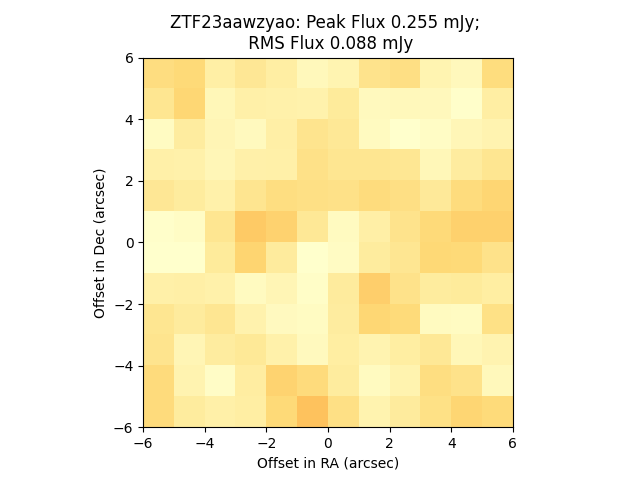 ZTF23aawzyao: Peak Flux 0.255 mJy;
RMS Flux 0.088 mJy
6
4
2
0
−2
−4
−6
Offset in Dec (arcsec)
−6 −4 −2 0 2 4 6
Offset in RA (arcsec)